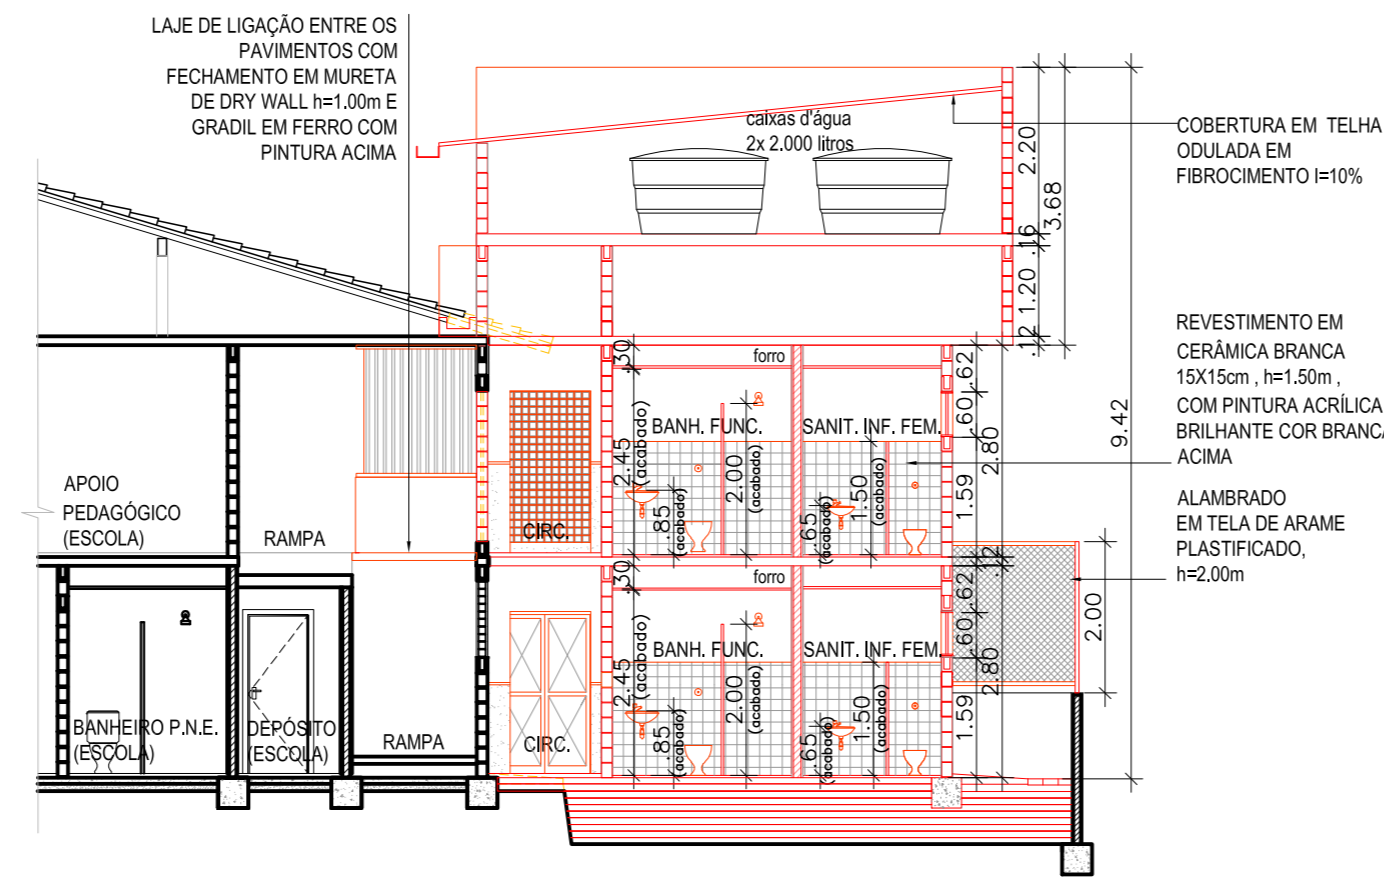 LAJE DE LIGAÇÃO ENTRE OS
PAVIMENTOS COM
FECHAMENTO EM MURETA
DE DRY WALL h=1.00m E
GRADIL EM FERRO COM
PINTURA ACIMA
caixas d'água
2x 2.000 litros
COBERTURA EM TELHA
ODULADA EM
FIBROCIMENTO I=10%
2.20
3.68
.16
1.20
.12
9.42
REVESTIMENTO EM
CERÂMICA BRANCA
15X15cm , h=1.50m ,
COM PINTURA ACRÍLICA
BRILHANTE COR BRANCA
ACIMA
ALAMBRADO
EM TELA DE ARAME
PLASTIFICADO,
h=2,00m
.30
forro
.62
BANH. FUNC.
SANIT. INF. FEM.
.60
2.80
2.45
(acabado)
2.00
(acabado)
1.50
(acabado)
1.59
.85
(acabado)
.65
(acabado)
APOIO
PEDAGÓGICO
(ESCOLA)
RAMPA
CIRC.
.12
.30
forro
.62
2.00
BANH. FUNC.
SANIT. INF. FEM.
.60
2.80
2.45
(acabado)
2.00
(acabado)
1.50
(acabado)
1.59
.85
(acabado)
.65
(acabado)
BANHEIRO P.N.E.
(ESCOLA)
DEPÓSITO
(ESCOLA)
RAMPA
CIRC.